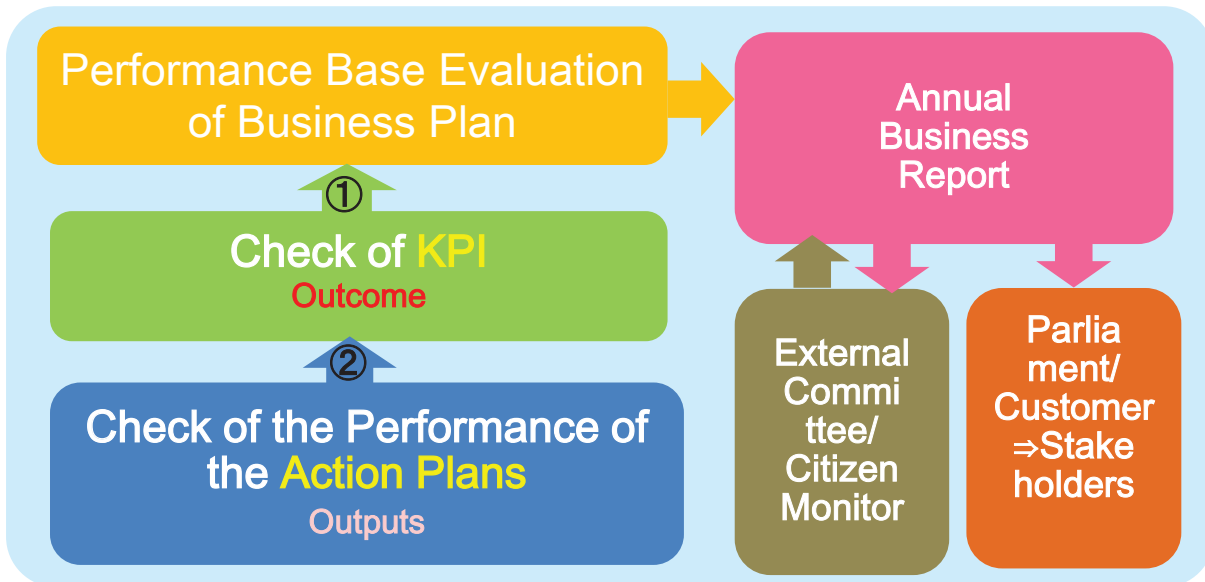 Performance Base Evaluation
of Business Plan
①
Check of KPI
Outcome
②
Check of the Performance of
the Action Plans
Outputs
Annual
Business
Report
External
Commi
ttee/
Citizen
Monitor
Parlia
ment/
Customer
⇒Stake
holders